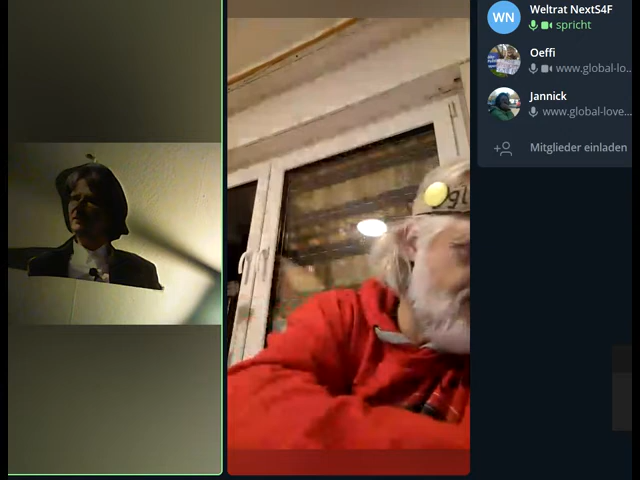 WN
Weltrat NextS4F
spricht
Oeffi
www.global-lo...
Jannick
www.global-love...
Mitglieder einladen